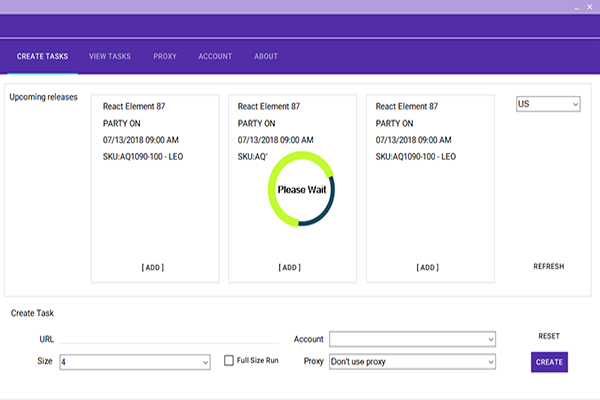 CREATE TASKS VIEW TASKS PROXY ACCOUNT ABOUT
Upcoming releases
React Element 87
PARTY ON
07/13/2018 09:00 AM
SKU:AQ1090-100 - LEO
[ ADD ]
React Element 87
PARTY ON
07/13/2018 09:00 AM
SKU:AQ
Please Wait
[ ADD ]
React Element 87
PARTY ON
07/13/2018 09:00 AM
SKU:AQ1090-100 - LEO
[ ADD ]
US
REFRESH
Create Task
URL
Account
RESET
Size 4
Full Size Run
Proxy Don't use proxy
CREATE